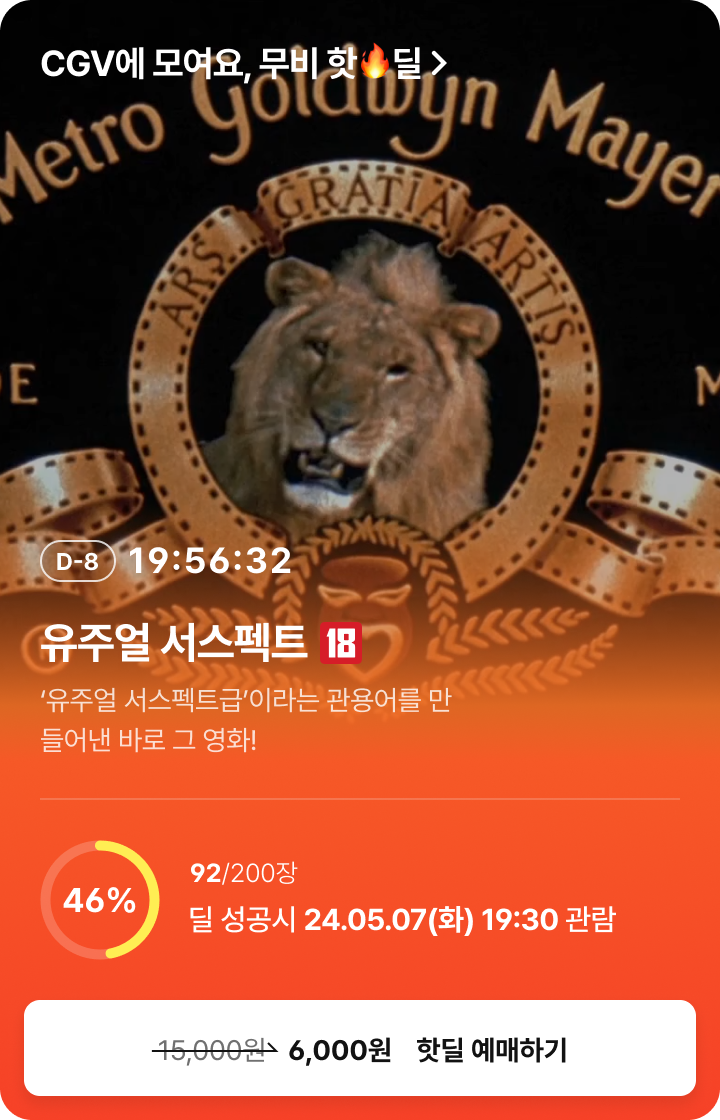 CGV에 모여요, 무비 핫🔥딜 >
Metro Goldwyn Mayer
ARS GRATIA ARTIS
DE
M
D-8 19:56:32
유주얼 서스펙트 18
‘유주얼 서스펙트급’이라는 관용어를 만
들어낸 바로 그 영화!
46%
92/200장
딜 성공시 24.05.07(화) 19:30 관람
15,000원 6,000원 핫딜 예매하기